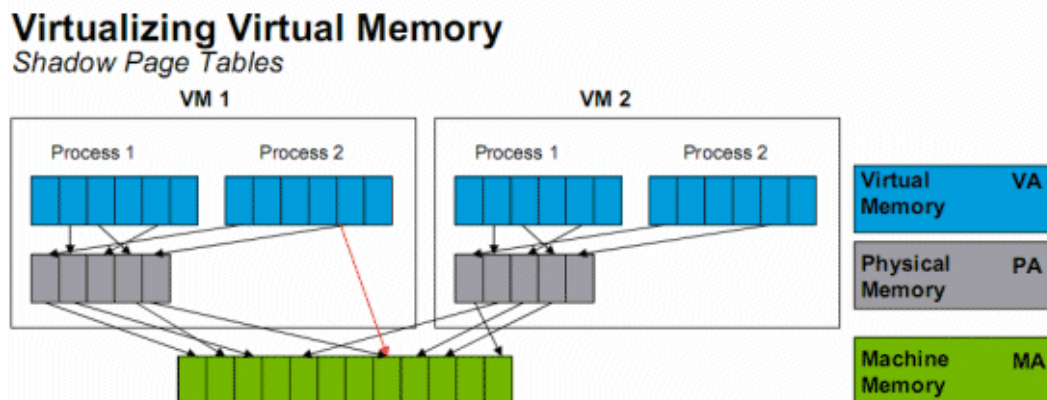 Virtualizing Virtual Memory
Shadow Page Tables
VM 1
VM 2
Process 1
Process 2
Process 1
Process 2
Virtual VA
Memory
Physical PA
Memory
Machine MA
Memory